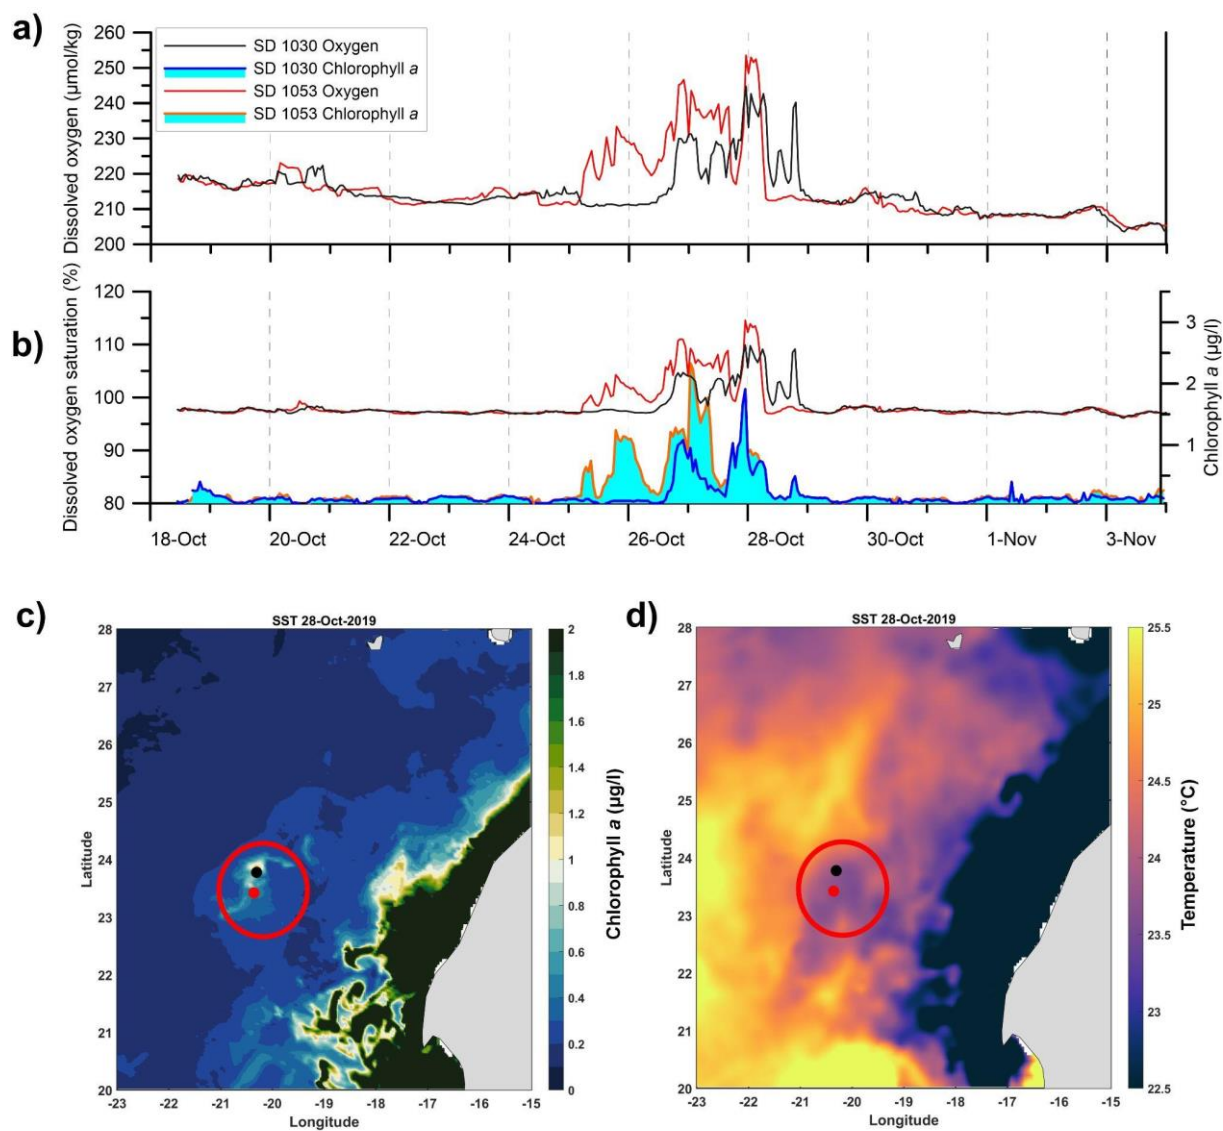 a)
Dissolved oxygen (µmol/kg)
260
250
240
230
220
210
200
SD 1030 Oxygen
SD 1030 Chlorophyll a
SD 1053 Oxygen
SD 1053 Chlorophyll a
b)
Dissolved oxygen saturation (%)
120
110
100
90
80
3
2
1
Chlorophyll a (µg/l)
18-Oct 20-Oct 22-Oct 24-Oct 26-Oct 28-Oct 30-Oct 1-Nov 3-Nov
c)
SST 28-Oct-2019
Latitude
28
27
26
25
24
23
22
21
20
-23 -22 -21 -20 -19 -18 -17 -16 -15
Longitude
2
1.8
1.6
1.4
1.2
1
0.8
0.6
0.4
0.2
0
Chlorophyll a (µg/l)
d)
SST 28-Oct-2019
Latitude
28
27
26
25
24
23
22
21
20
-23 -22 -21 -20 -19 -18 -17 -16 -15
Longitude
25.5
25
24.5
24
23.5
23
22.5
Temperature (°C)